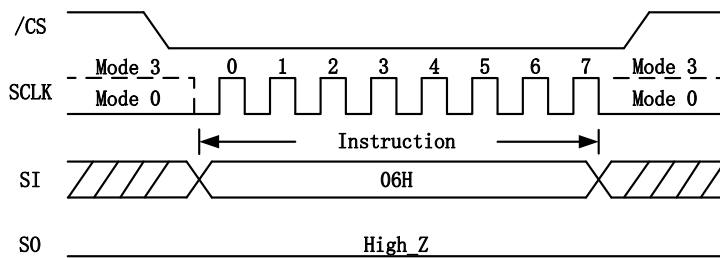 /CS
Mode 3 0 1 2 3 4 5 6 7 Mode 3
SCLK
Mode 0 Mode 0
Instruction
SI 06H
SO High_Z